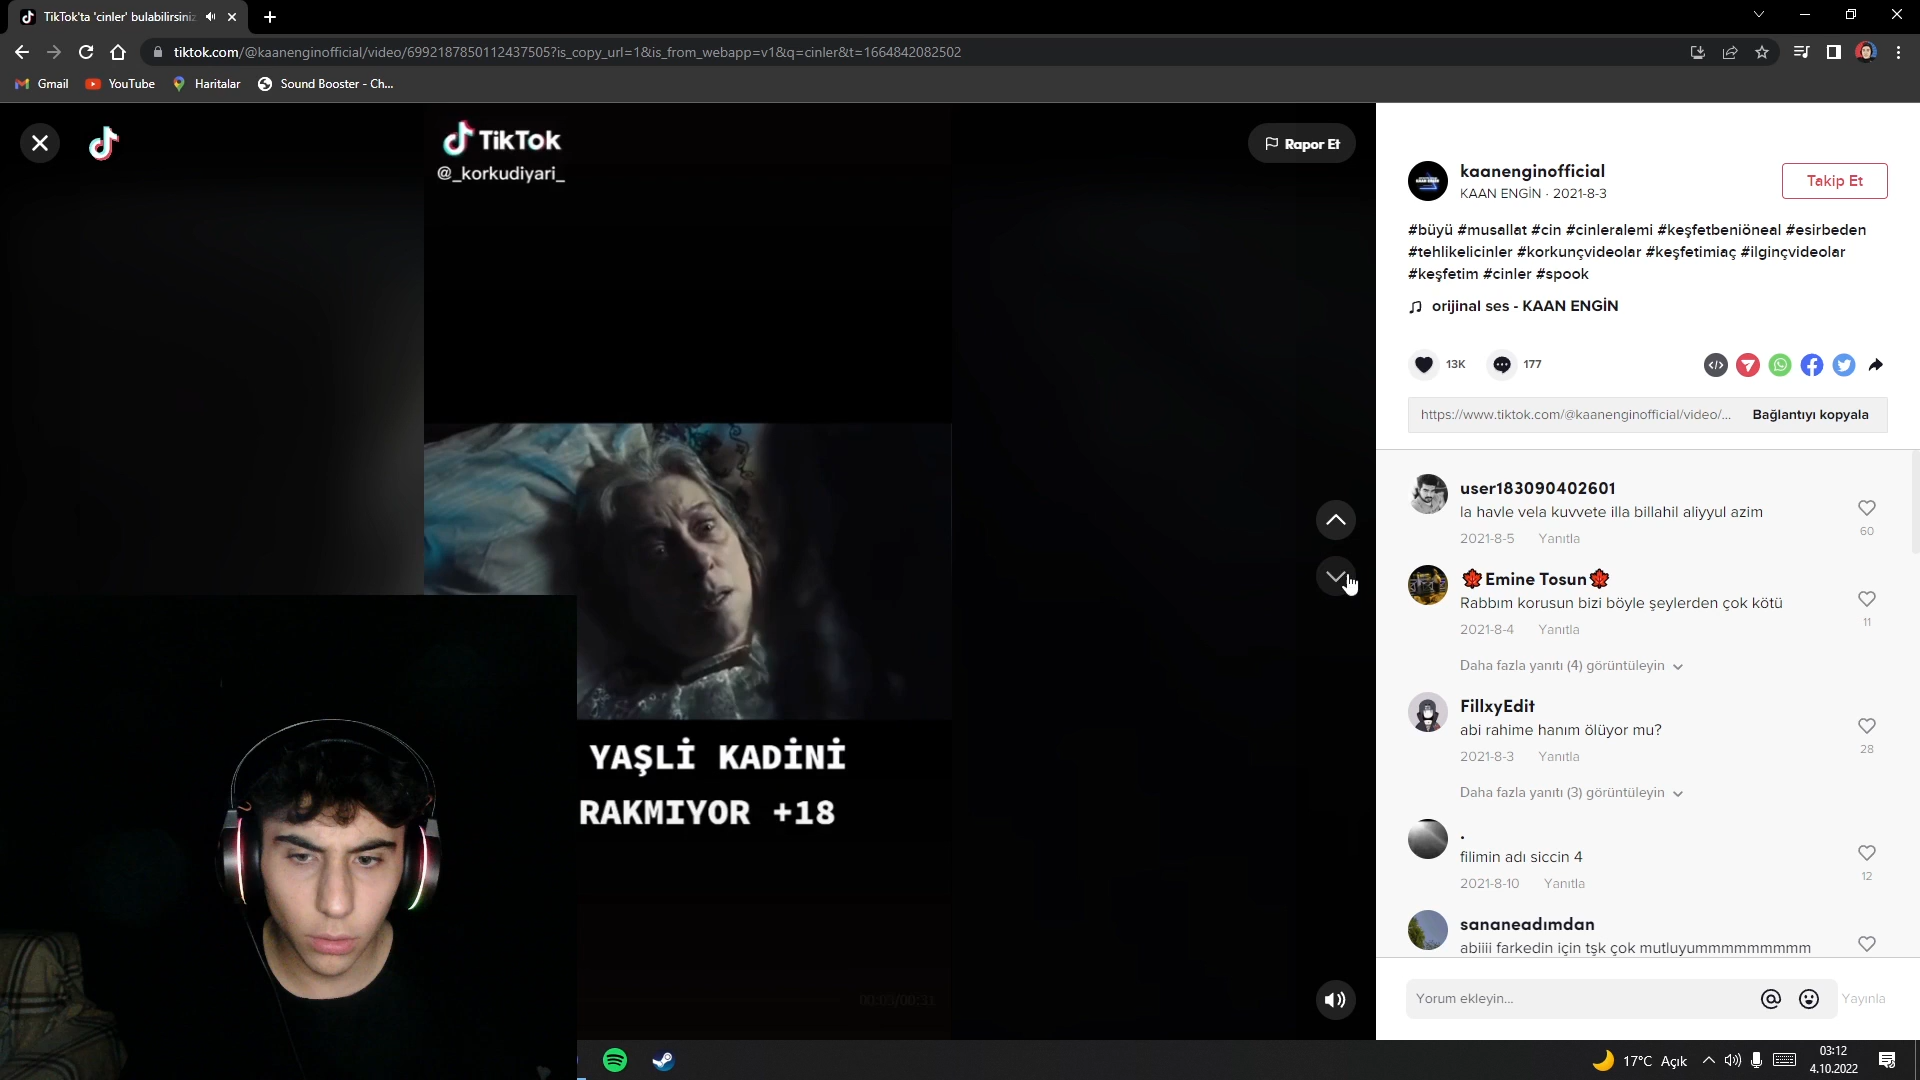 TikTok'ta 'cinler' bulabilirsiniz
tiktok.com/@kaanenginofficial/video/6992187850112437505?is_copy_url=1&is_from_webapp=v1&q=cinler&t=1664842082502
Gmail
YouTube
Haritalar
Sound Booster - Ch...
TikTok
@_korkudiyari_
Rapor Et
YAŞLİ KADİNİ
RAKMIYOR +18
00:03/00:31
kaanenginofficial
KAAN ENGİN · 2021-8-3
Takip Et
#büyü #musallat #cin #cinleralemi #keşfetbeniöneal #esirbeden
#tehlikelicinler #korkunçvideolar #keşfetimiaç #ilginçvideolar
#keşfetim #cinler #spook
orijinal ses - KAAN ENGİN
13K
177
https://www.tiktok.com/@kaanenginofficial/video/...
Bağlantıyı kopyala
user183090402601
la havle vela kuvvete illa billahil aliyyul azim
60
2021-8-5 Yanıtla
Emine Tosun
Rabbım korusun bizi böyle şeylerden çok kötü
11
2021-8-4 Yanıtla
Daha fazla yanıtı (4) görüntüleyin
FillxyEdit
abi rahime hanım ölüyor mu?
28
2021-8-3 Yanıtla
Daha fazla yanıtı (3) görüntüleyin
.
filimin adı siccin 4
12
2021-8-10 Yanıtla
sananeadımdan
abiiii farkedin için tşk çok mutluyummmmmmmmm
Yorum ekleyin...
Yayınla
17°C Açık
03:12
4.10.2022